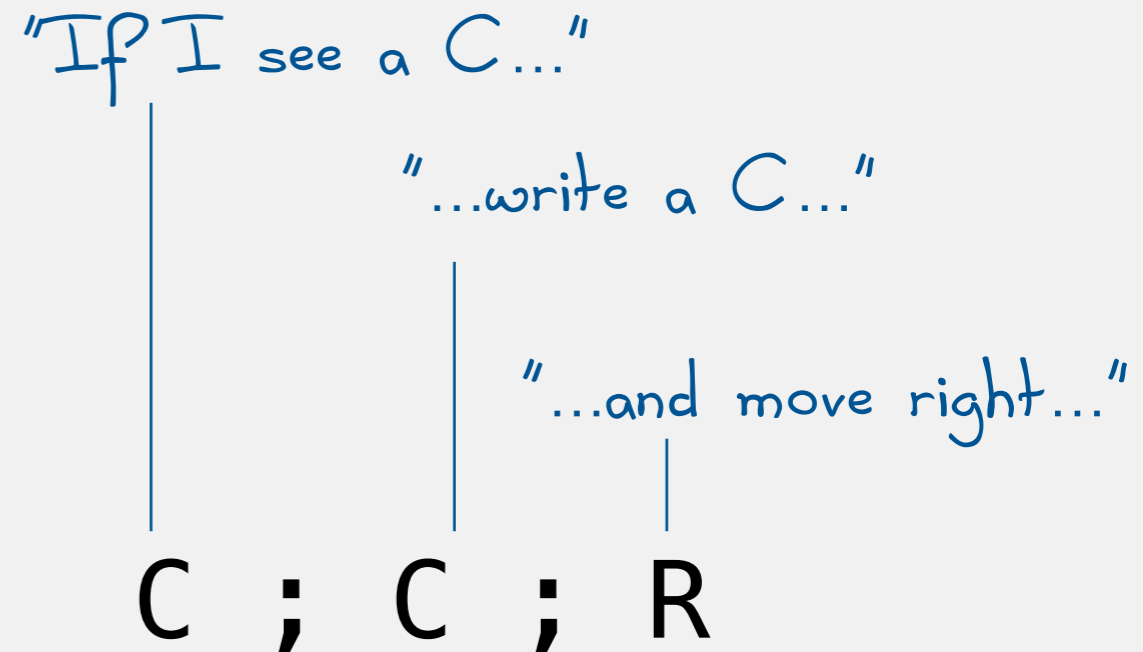 "If I see a C..."
"...write a C..."
"...and move right..."
C ; C ; R